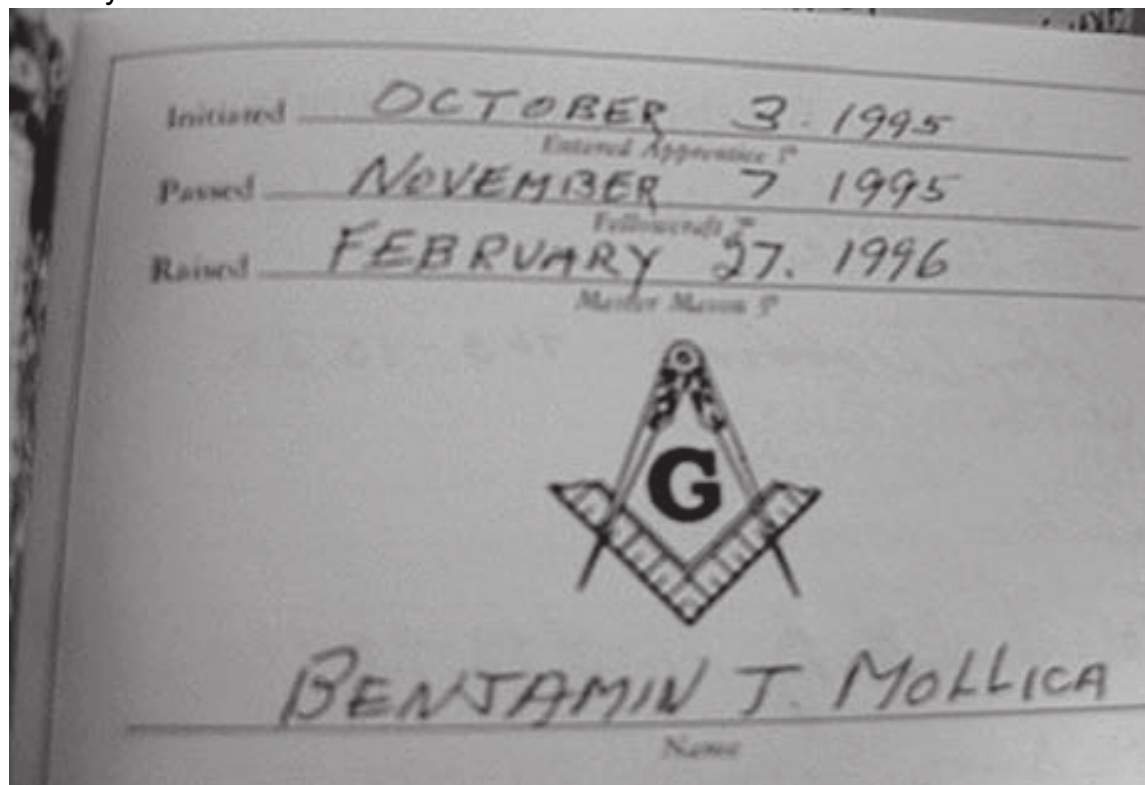 Initiated OCTOBER 3. 1995
Entered Apprentice
Passed NOVEMBER 7 1995
Fellowcraft
Raised FEBRUARY 27. 1996
Master Mason
G
BENJAMIN J. MOLLICA
Name